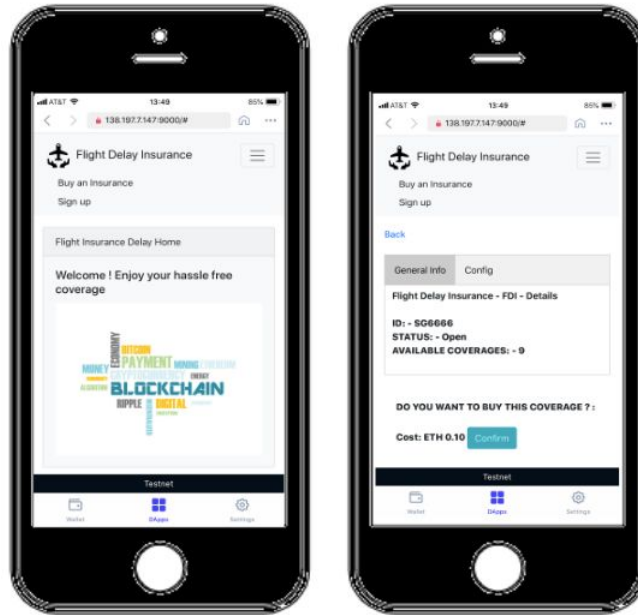 AT&T 13:49 85%
138.197.7.147:9000/#
Flight Delay Insurance
Buy an Insurance
Sign up
Flight Insurance Delay Home
Welcome ! Enjoy your hassle free
coverage
ECONOMY
BITCOIN
PAYMENT
MINING
ETHEREUM
MONEY
CRYPTOCURRENCY
ENERGY
ALGORITHM
BLOCKCHAIN
RIPPLE
DIGITAL
Testnet
Wallet DApps Settings
AT&T 13:49 85%
138.197.7.147:9000/#
Flight Delay Insurance
Buy an Insurance
Sign up
Back
General Info Config
Flight Delay Insurance - FDI - Details
ID: - SG6666
STATUS: - Open
AVAILABLE COVERAGES: - 9
DO YOU WANT TO BUY THIS COVERAGE ? :
Cost: ETH 0.10 Confirm
Testnet
Wallet DApps Settings